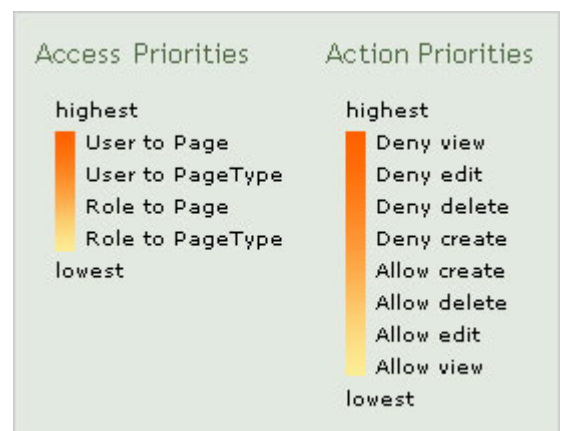 Access Priorities
highest
User to Page
User to PageType
Role to Page
Role to PageType
lowest
Action Priorities
highest
Deny view
Deny edit
Deny delete
Deny create
Allow create
Allow delete
Allow edit
Allow view
lowest